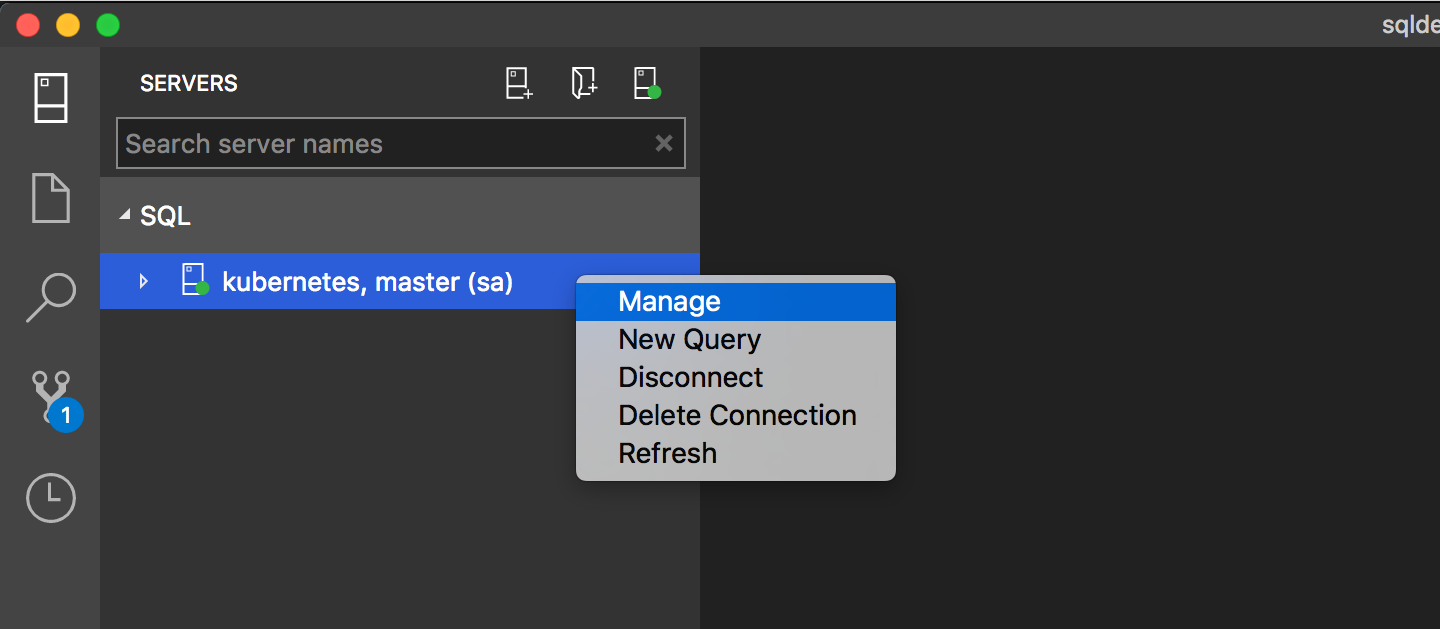 sqlde
SERVERS
Search server names
SQL
kubernetes, master (sa)
Manage
New Query
Disconnect
Delete Connection
Refresh
1